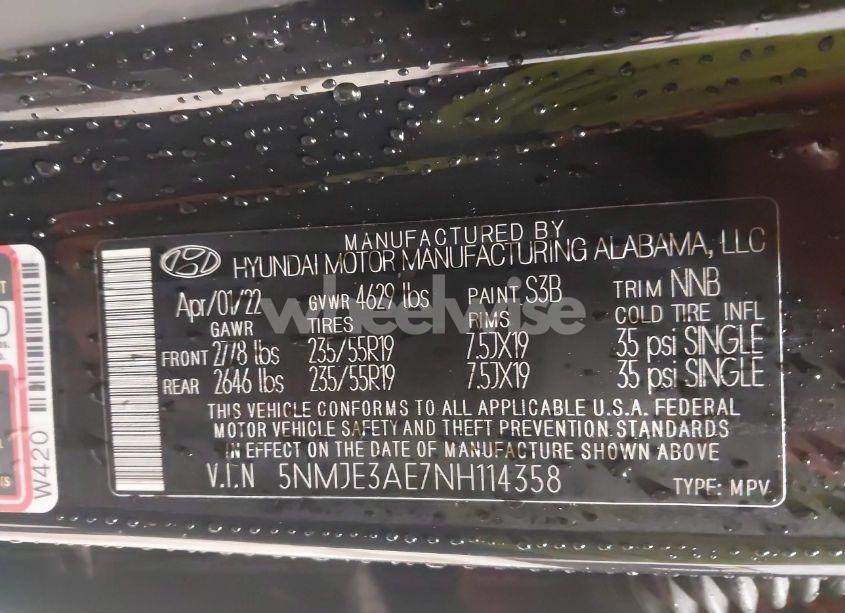 MANUFACTURED BY
HYUNDAI MOTOR MANUFACTURING ALABAMA, LLC
Apr/01/22 GVWR 4629 lbs PAINT S3B TRIM NNB
GAWR TIRES RIMS COLD TIRE INFL
FRONT 2778 lbs 235/55R19 7.5JX19 35 psi SINGLE
REAR 2646 lbs 235/55R19 7.5JX19 35 psi SINGLE
THIS VEHICLE CONFORMS TO ALL APPLICABLE U.S.A. FEDERAL
MOTOR VEHICLE SAFETY AND THEFT PREVENTION STANDARDS
IN EFFECT ON THE DATE OF MANUFACTURE SHOWN ABOVE
V.I.N 5NMJE3AE7NH114358 TYPE: MPV
W420
wheelwise